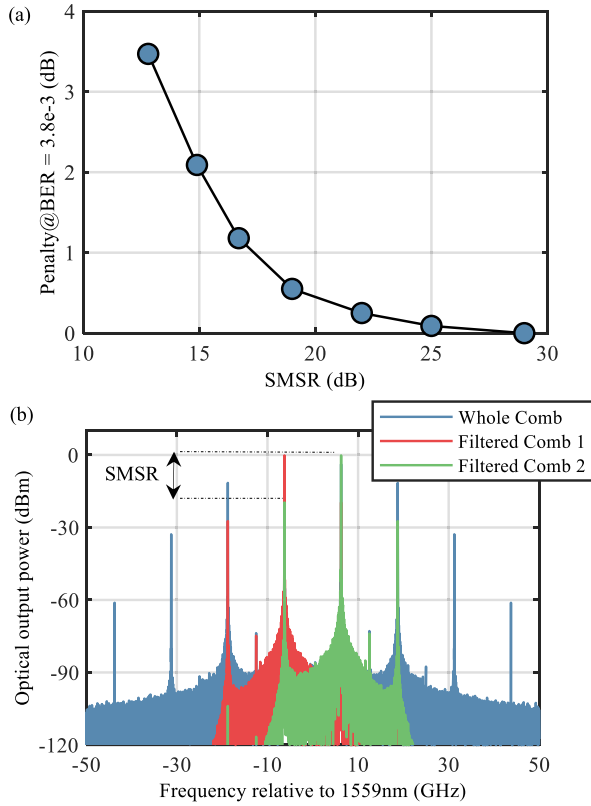 (a)
Penalty@BER = 3.8e-3 (dB)
4
3
2
1
0
10
15
20
25
30
SMSR (dB)
(b)
Whole Comb
Filtered Comb 1
Filtered Comb 2
SMSR
Optical output power (dBm)
0
-30
-60
-90
-120
-50
-30
-10
10
30
50
Frequency relative to 1559nm (GHz)